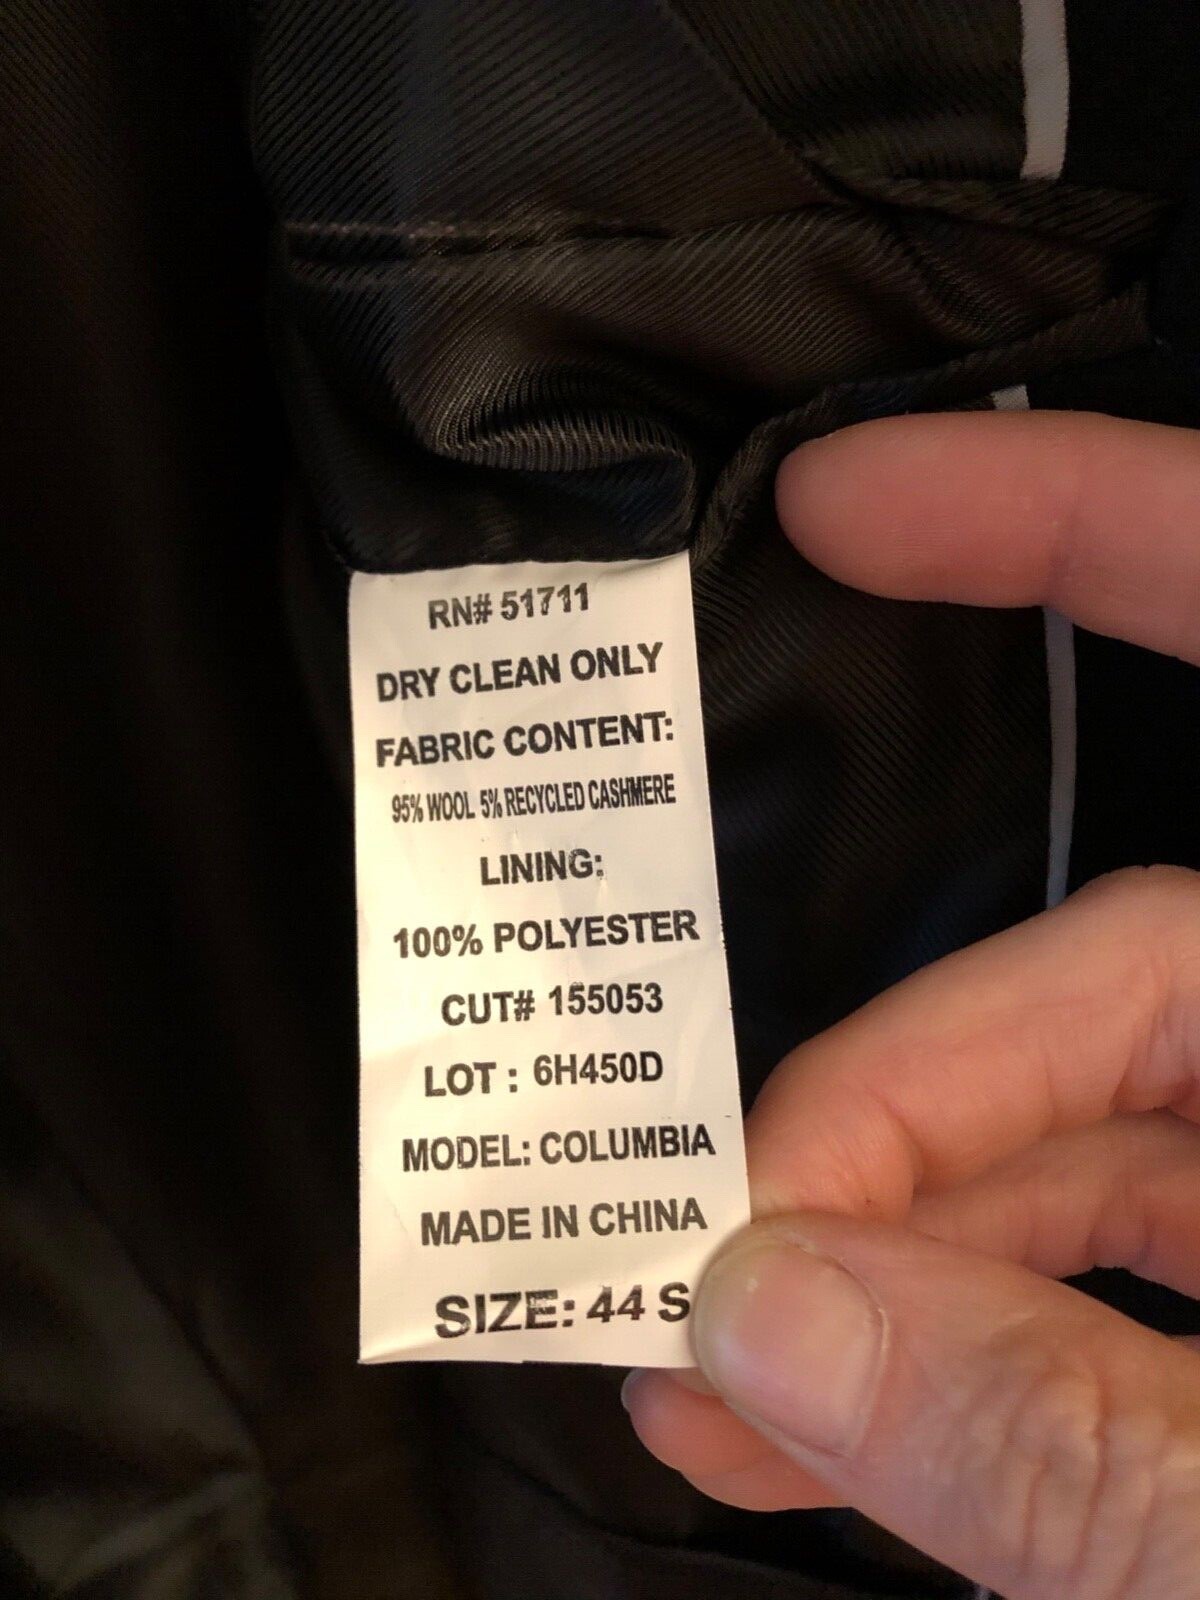 RN# 51711
DRY CLEAN ONLY
FABRIC CONTENT:
95% WOOL 5% RECYCLED CASHMERE
LINING:
100% POLYESTER
CUT# 155053
LOT : 6H450D
MODEL: COLUMBIA
MADE IN CHINA
SIZE: 44 S